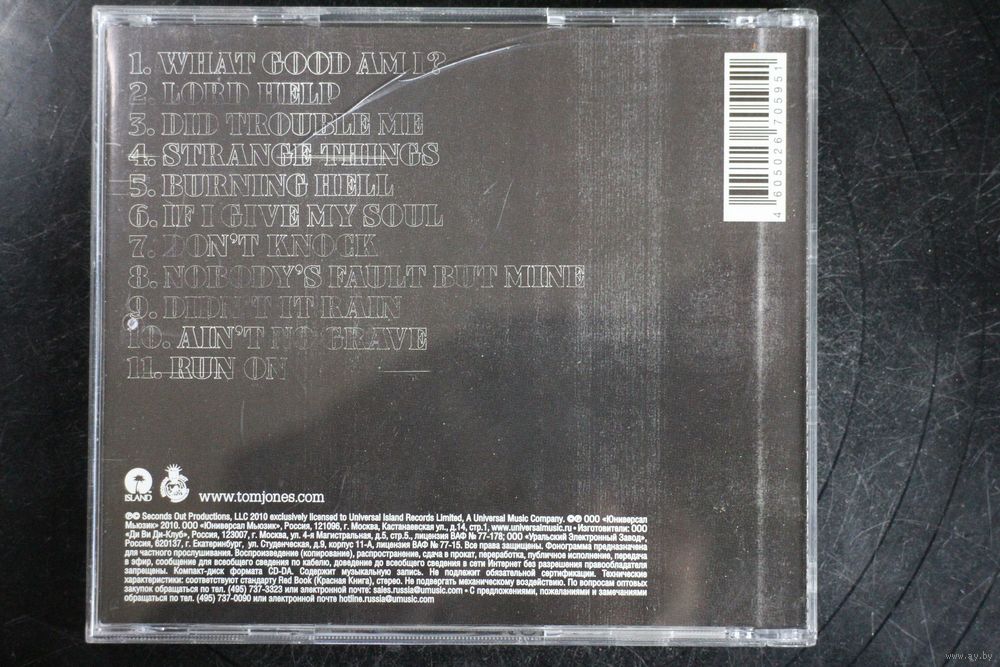 1. WHAT GOOD AM I?
2. LORD HELP
3. DID TROUBLE ME
4. STRANGE THINGS
5. BURNING HELL
6. IF I GIVE MY SOUL
7. DON'T KNOCK
8. NOBODY'S FAULT BUT MINE
9. DIDN'T IT RAIN
10. AIN'T NO GRAVE
11. RUN ON
4 605026 705951
ISLAND
www.tomjones.com
℗© Seconds Out Productions, LLC 2010 exclusively licensed to Universal Island Records Limited, A Universal Music Company. ℗© ООО «Юниверсал
Мьюзик» 2010. ООО «Юниверсал Мьюзик», Россия, 121096, г. Москва, Кастанаевская ул., д.14, стр.1, www.universalmusic.ru • Изготовители: ООО
«Ди Ви Ди-Клуб», Россия, 123007, г. Москва, ул. 4-я Магистральная, д.5, стр.5., лицензия ВАФ № 77-178; ООО «Уральский Электронный Завод»,
Россия, 620137, г. Екатеринбург, ул. Студенческая, д.9, корпус 11-А, лицензия ВАФ № 77-15. Все права защищены. Фонограмма предназначена
для частного прослушивания. Воспроизведение (копирование), распространение, сдача в прокат, переработка, публичное исполнение, передача
в эфир, сообщение для всеобщего сведения по кабелю, доведение до всеобщего сведения в сети Интернет без разрешения правообладателя
запрещены. Компакт-диск формата CD-DA. Содержит музыкальную запись. Не подлежит обязательной сертификации. Технические
характеристики: соответствуют стандарту Red Book (Красная Книга), стерео. Не подвергать механическому воздействию. По вопросам оптовых
закупок обращаться по тел. (495) 737-3323 или электронной почте: sales.russia@umusic.com • С предложениями, пожеланиями и замечаниями
обращаться по тел. (495) 737-0090 или электронной почте hotline.russia@umusic.com
www.ay.by